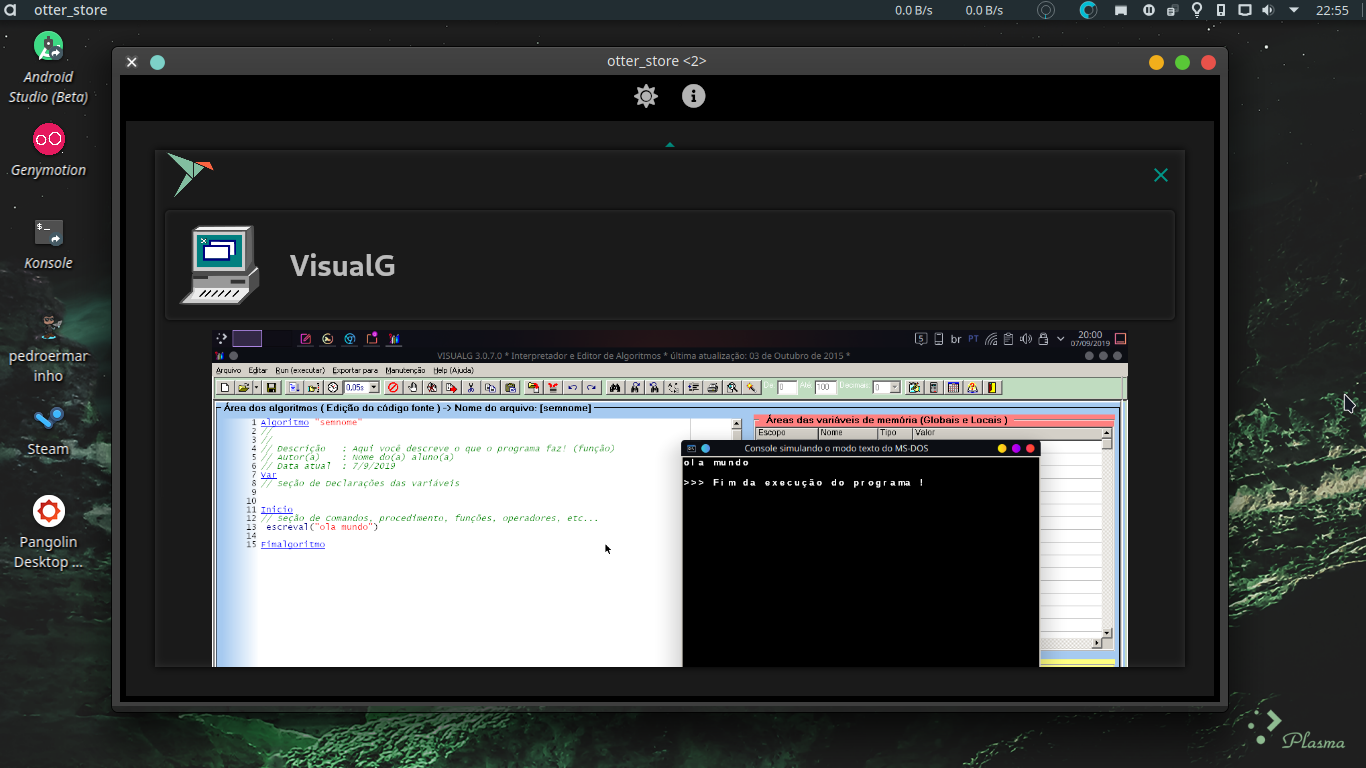 otter_store
0.0 B/s
0.0 B/s
22:55
Android
Studio (Beta)
Genymotion
Konsole
pedroermar
inho
Steam
Pangolin
Desktop ...
otter_store <2>
VisualG
br
PT
20:00
07/09/2019
VISUALG 3.0.7.0 * Interpretador e Editor de Algoritmos * última atualização: 03 de Outubro de 2015 *
Arquivo Editar Run (executar) Exportar para Manutenção Help (Ajuda)
0,05s
De 0 Até 100 Decimais 0
Área dos algoritmos ( Edição do código fonte ) -> Nome do arquivo: [semnome]
1 Algoritmo "semnome"
2 //
3 //
4 // Descrição : Aqui você descreve o que o programa faz! (função)
5 // Autor(a) : Nome do(a) aluno(a)
6 // Data atual : 7/9/2019
7 Var
8 // Seção de Declarações das variáveis
9
10
11 Inicio
12 // Seção de Comandos, procedimento, funções, operadores, etc...
13 escreval("ola mundo")
14
15 Fimalgoritmo
Áreas das variáveis de memória (Globais e Locais )
Escopo Nome Tipo Valor
Console simulando o modo texto do MS-DOS
ola mundo
>>> Fim da execução do programa !
Plasma